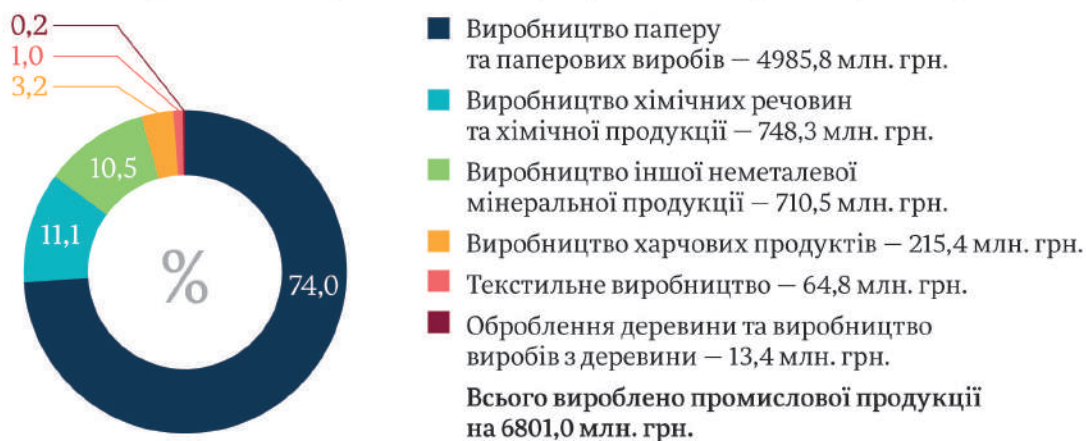 0,2
1,0
3,2
10,5
11,1
74,0
%
Виробництво паперу
та паперових виробів — 4985,8 млн. грн.
Виробництво хімічних речовин
та хімічної продукції — 748,3 млн. грн.
Виробництво іншої неметалевої
мінеральної продукції — 710,5 млн. грн.
Виробництво харчових продуктів — 215,4 млн. грн.
Текстильне виробництво — 64,8 млн. грн.
Оброблення деревини та виробництво
виробів з деревини — 13,4 млн. грн.
Всього вироблено промислової продукції
на 6801,0 млн. грн.